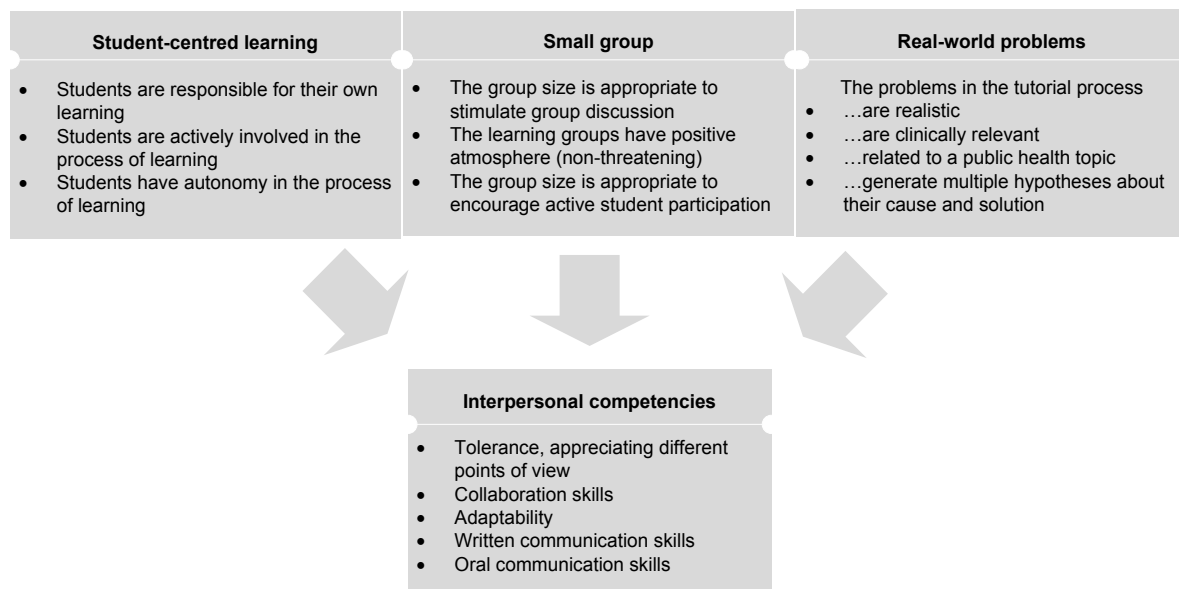 Student-centred learning
• Students are responsible for their own
learning
• Students are actively involved in the
process of learning
• Students have autonomy in the process
of learning
Small group
• The group size is appropriate to
stimulate group discussion
• The learning groups have positive
atmosphere (non-threatening)
• The group size is appropriate to
encourage active student participation
Real-world problems
The problems in the tutorial process
• …are realistic
• …are clinically relevant
• …related to a public health topic
• …generate multiple hypotheses about
their cause and solution
Interpersonal competencies
• Tolerance, appreciating different
points of view
• Collaboration skills
• Adaptability
• Written communication skills
• Oral communication skills